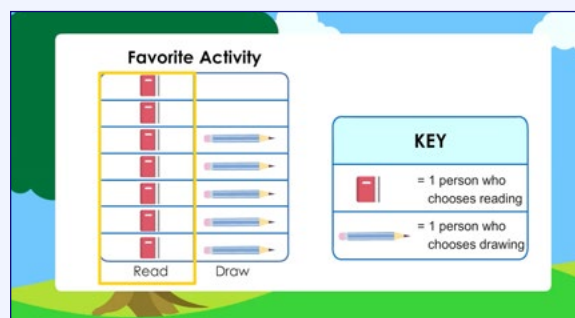 Favorite Activity
Read
Draw
KEY
= 1 person who
chooses reading
= 1 person who
chooses drawing